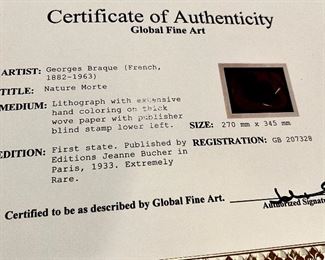 Certificate of Authenticity
Global Fine Art
ARTIST: Georges Braque (French,
1882-1963)
TITLE: Nature Morte
MEDIUM: Lithograph with extensive
hand coloring on thick
wove paper with publisher
blind stamp lower left.
SIZE: 270 mm x 345 mm
EDITION: First state. Published by
Editions Jeanne Bucher in
Paris, 1933. Extremely
Rare.
REGISTRATION: GB 207328
Certified to be as described by Global Fine Art.
Authorized Signat